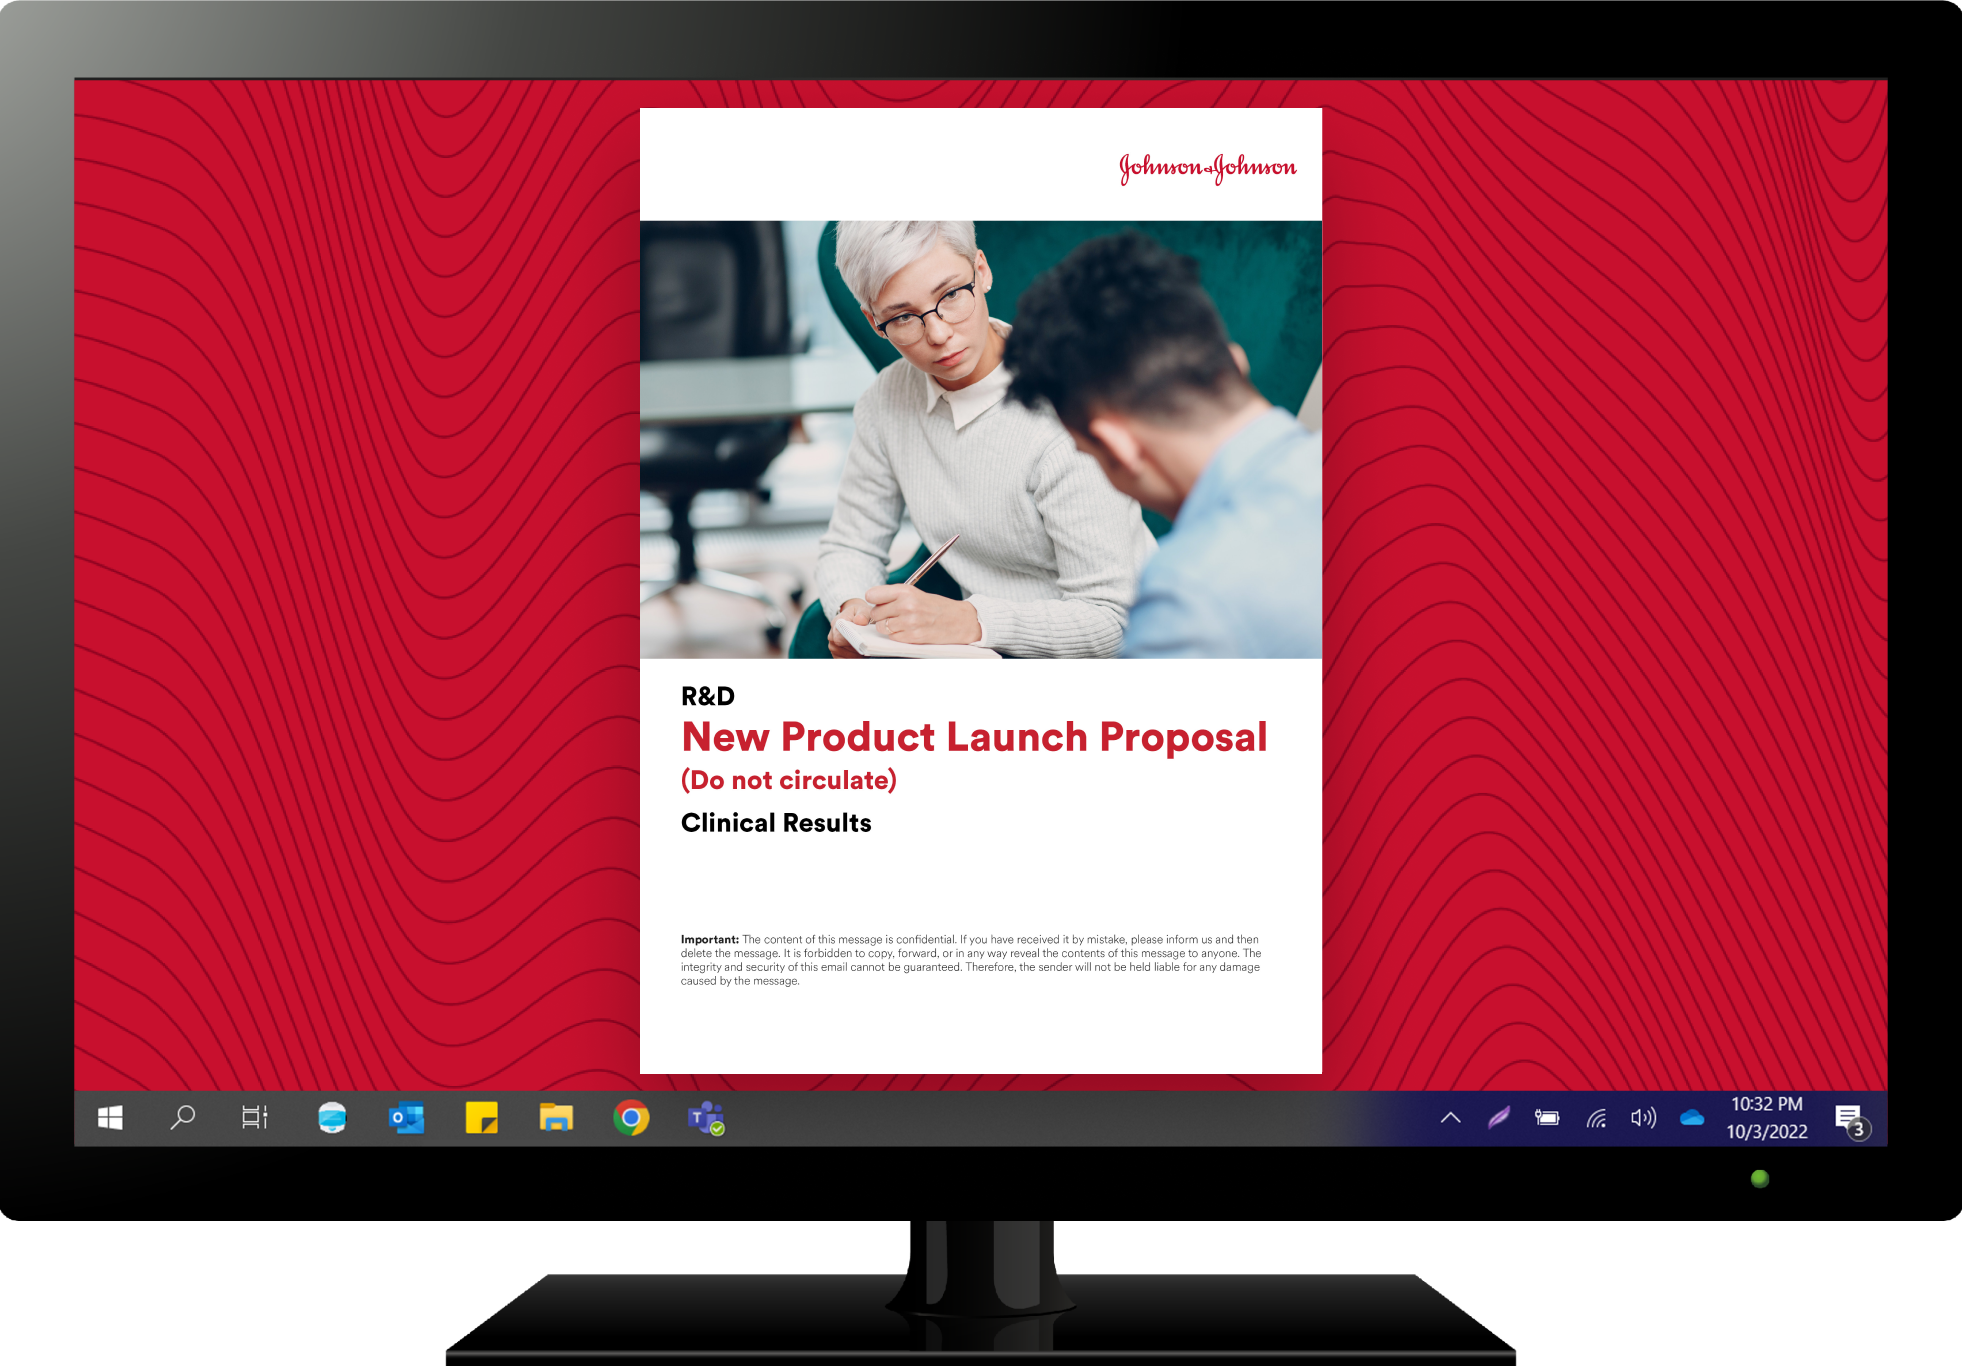 Johnson&Johnson
R&D
New Product Launch Proposal
(Do not circulate)
Clinical Results
Important: The content of this message is confidential. If you have received it by mistake, please inform us and then
delete the message. It is forbidden to copy, forward, or in any way reveal the contents of this message to anyone. The
integrity and security of this email cannot be guaranteed. Therefore, the sender will not be held liable for any damage
caused by the message.
10:32 PM
10/3/2022
3